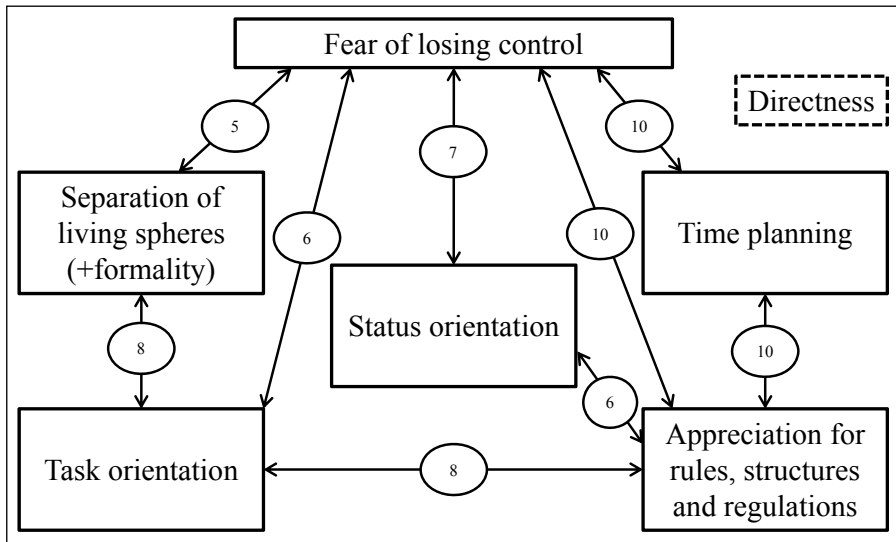 Fear of losing control
Directness
5
10
7
Separation of
living spheres
(+formality)
6
10
Time planning
Status orientation
8
10
6
Task orientation
8
Appreciation for
rules, structures
and regulations